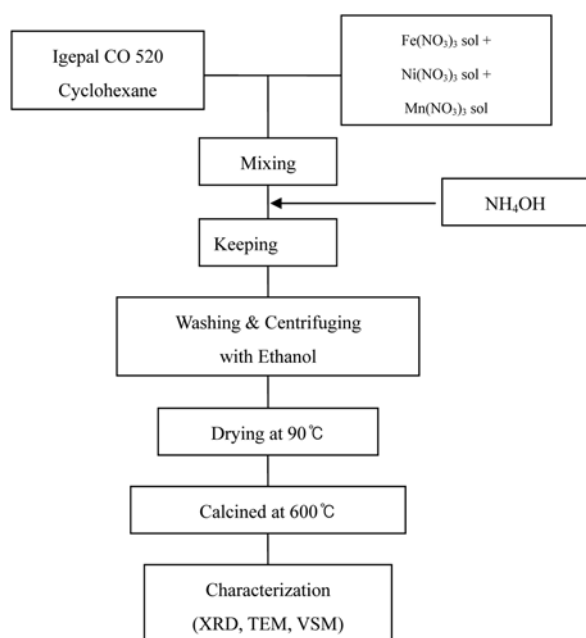 Igepal CO 520
Cyclohexane
Fe(NO₃)₃ sol +
Ni(NO₃)₃ sol +
Mn(NO₃)₃ sol
Mixing
NH₄OH
Keeping
Washing & Centrifuging
with Ethanol
Drying at 90℃
Calcined at 600℃
Characterization
(XRD, TEM, VSM)